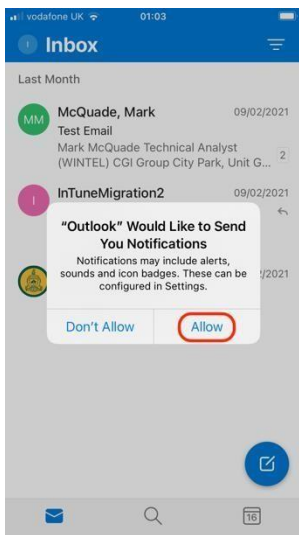 vodafone UK 01:03
I Inbox
Last Month
MM McQuade, Mark 09/02/2021
Test Email
Mark McQuade Technical Analyst
(WINTEL) CGI Group City Park, Unit G... 2
I InTuneMigration2 09/02/2021
“Outlook” Would Like to Send
You Notifications
Notifications may include alerts,
sounds and icon badges. These can be
configured in Settings.
/2021
Don't Allow Allow
16